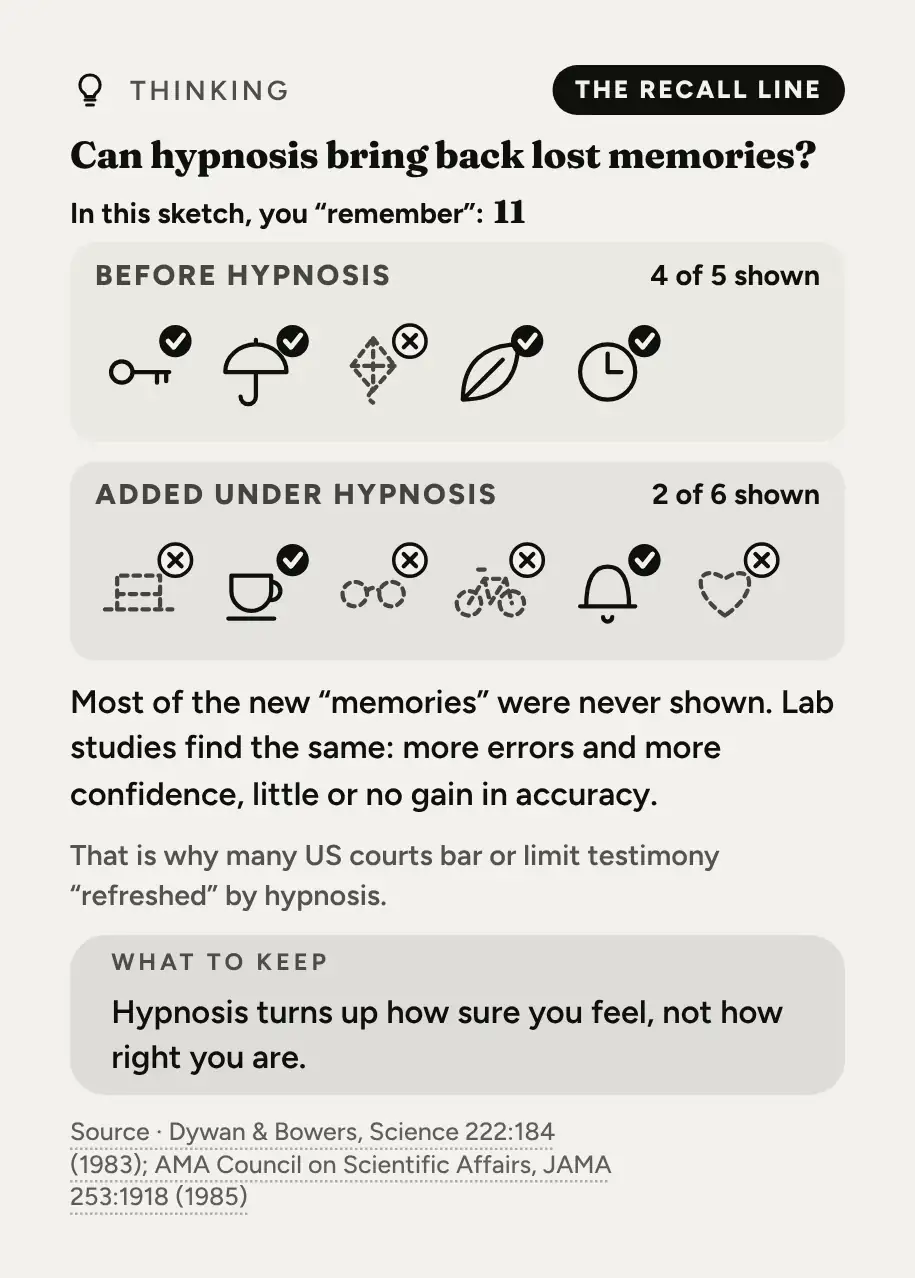 THINKING
THE RECALL LINE
Can hypnosis bring back lost memories?
In this sketch, you “remember”: 11
BEFORE HYPNOSIS
4 of 5 shown
ADDED UNDER HYPNOSIS
2 of 6 shown
Most of the new “memories” were never shown. Lab
studies find the same: more errors and more
confidence, little or no gain in accuracy.
That is why many US courts bar or limit testimony
“refreshed” by hypnosis.
WHAT TO KEEP
Hypnosis turns up how sure you feel, not how
right you are.
Source · Dywan & Bowers, Science 222:184
(1983); AMA Council on Scientific Affairs, JAMA
253:1918 (1985)